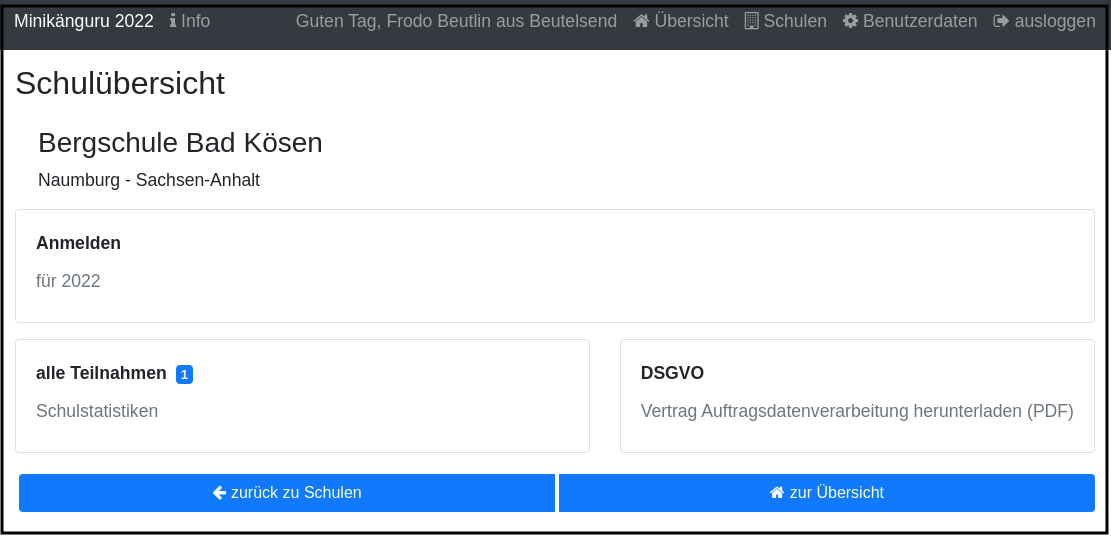 Minikänguru 2022 Info Guten Tag, Frodo Beutlin aus Beutelsend Übersicht Schulen Benutzerdaten ausloggen
Schulübersicht
Bergschule Bad Kösen
Naumburg - Sachsen-Anhalt
Anmelden
für 2022
alle Teilnahmen 1
Schulstatistiken
DSGVO
Vertrag Auftragsdatenverarbeitung herunterladen (PDF)
zurück zu Schulen
zur Übersicht